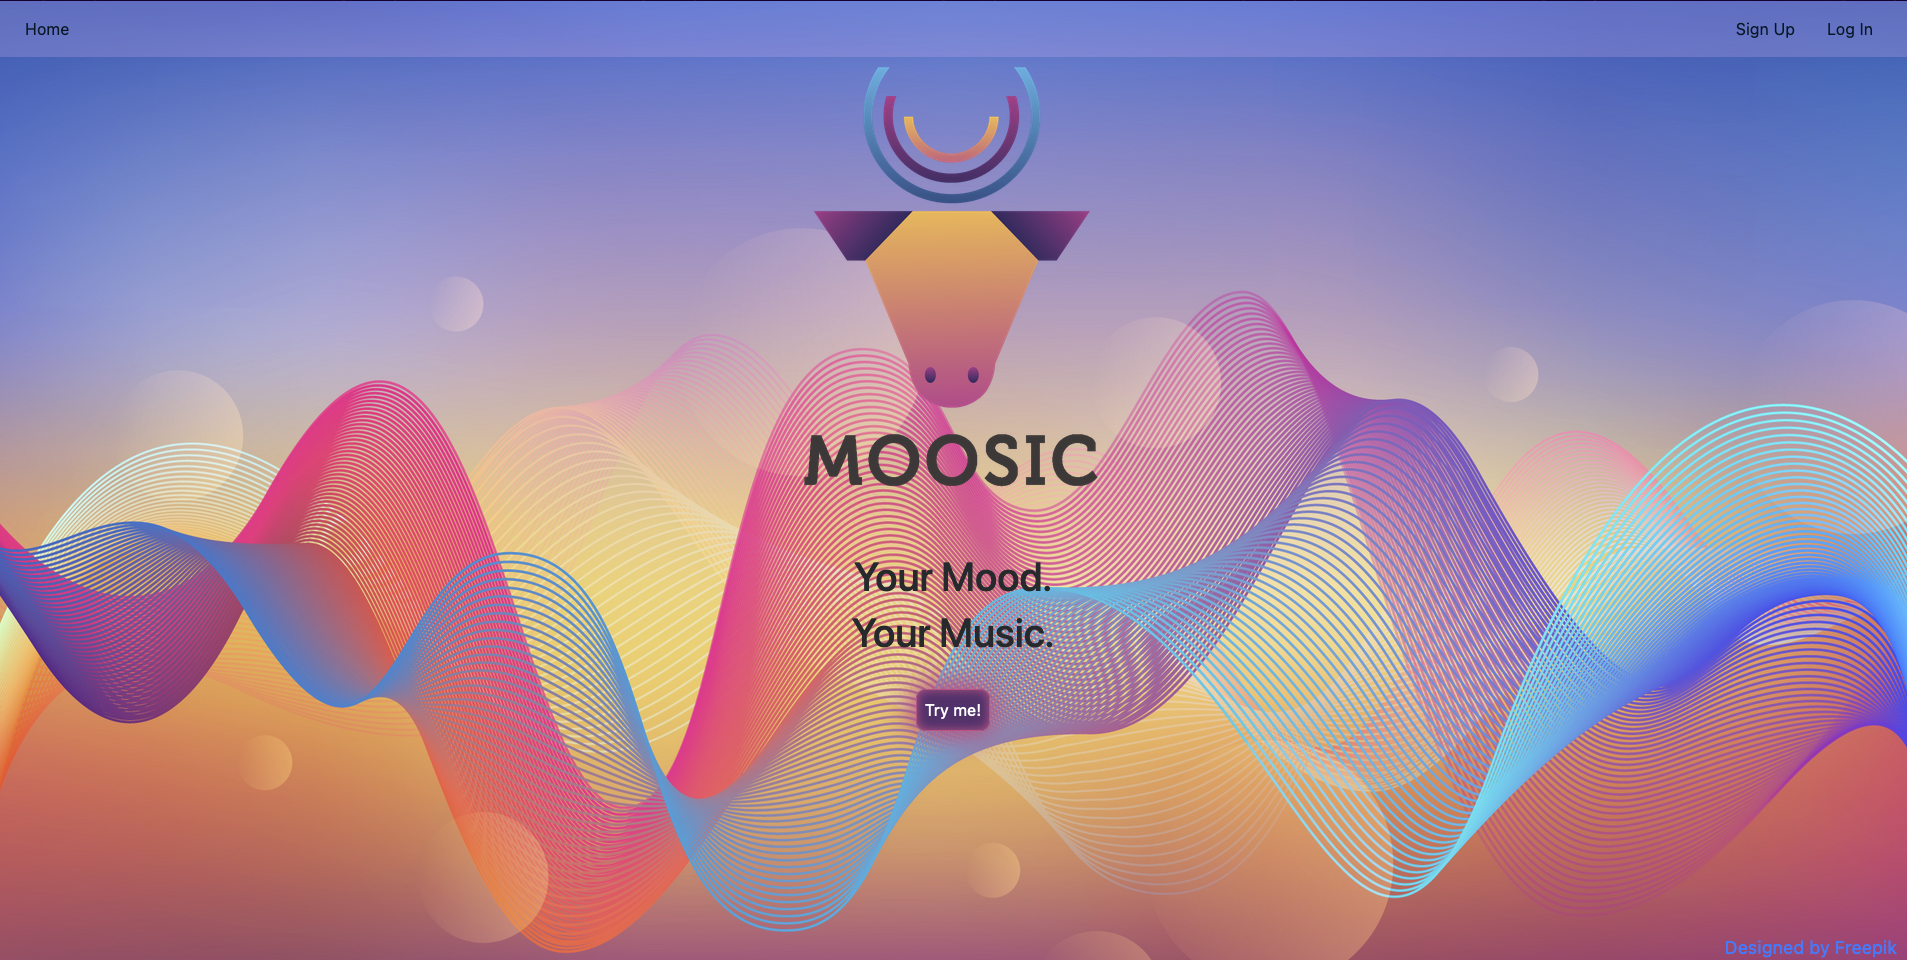 Home
Sign Up
Log In
MOOSIC
Your Mood.
Your Music.
Try me!
Designed by Freepik